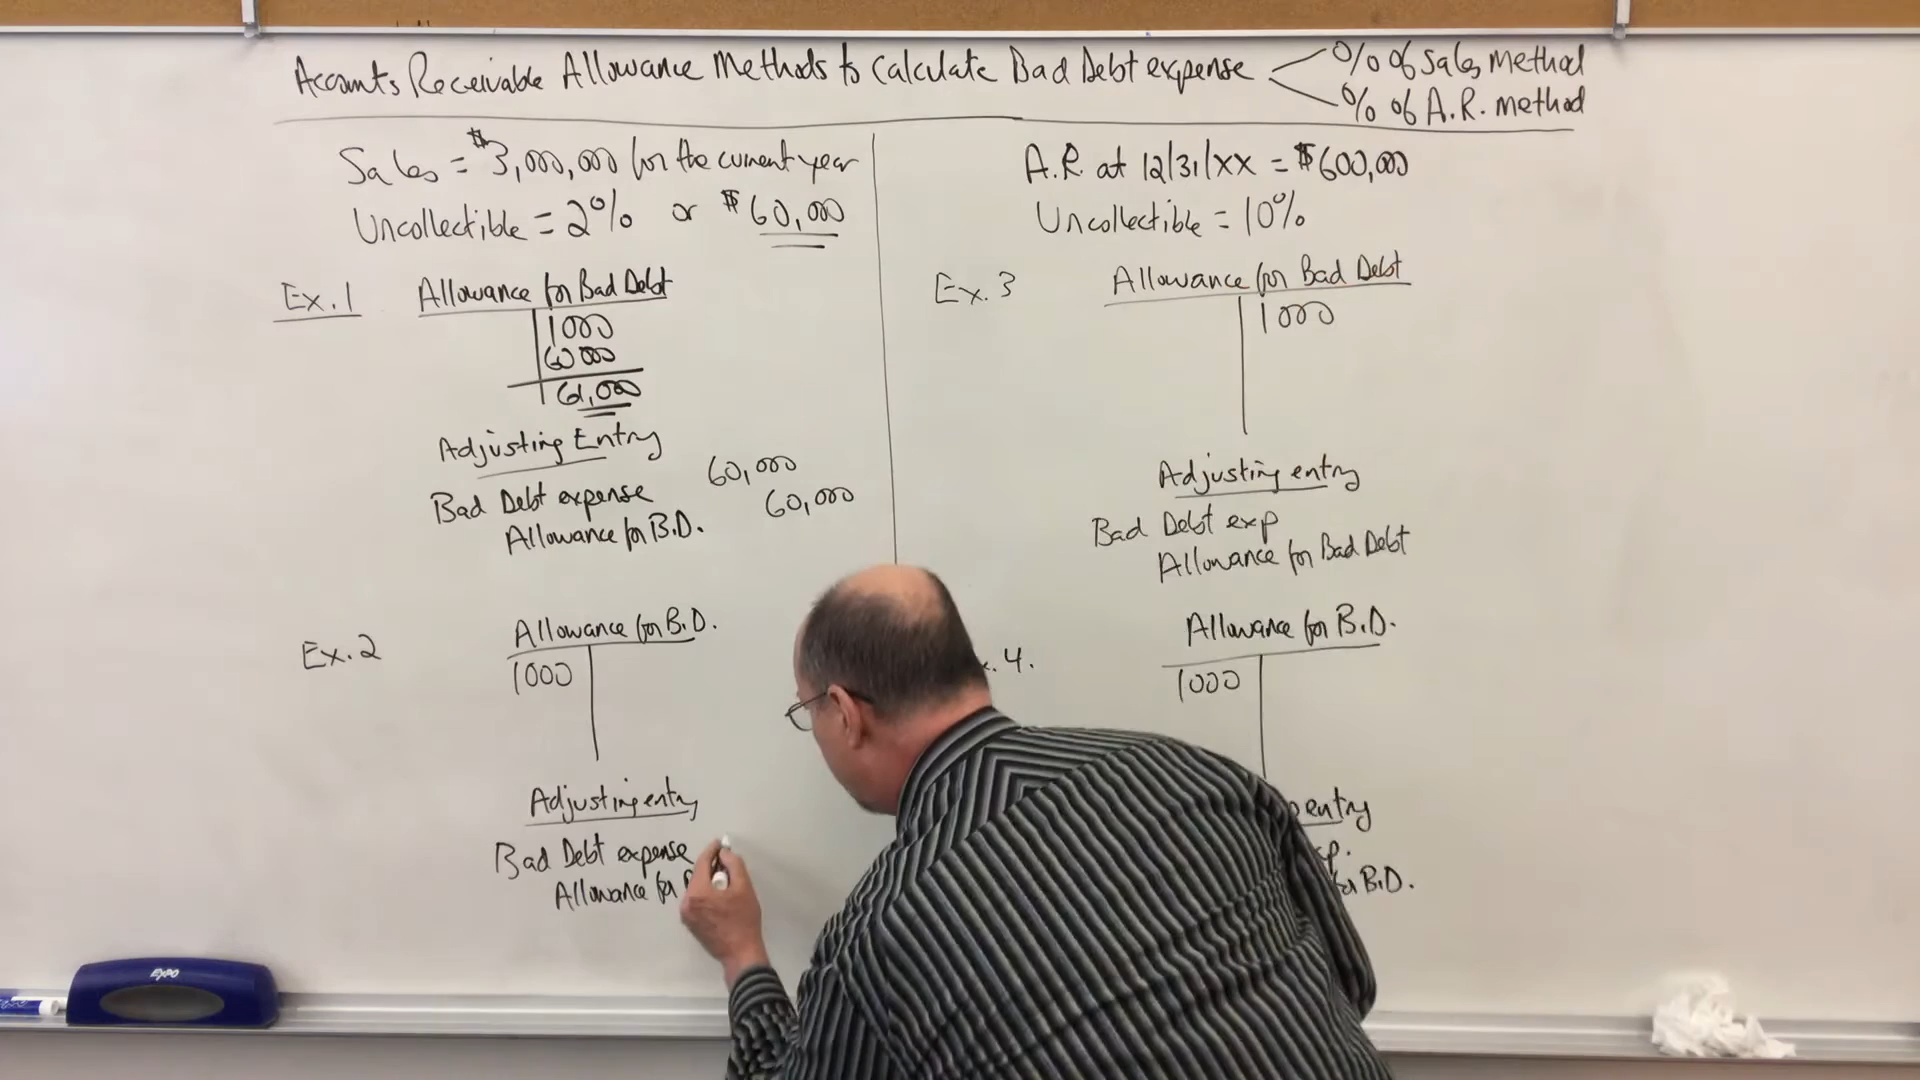 Accounts Receivable Allowance Methods to Calculate Bad Debt expense
% of Sales Method
% of A.R. method
Sales = $3,000,000 for the current year
Uncollectible = 2% or $60,000
Ex. 1
Allowance for Bad Debt
1000
60000
61,000
Adjusting Entry
Bad Debt expense 60,000
Allowance for B.D. 60,000
Ex. 2
Allowance for B.D.
1000
Adjusting entry
Bad Debt expense
Allowance for
A.R. at 12/31/XX = $600,000
Uncollectible = 10%
Ex. 3
Allowance for Bad Debt
1000
Adjusting entry
Bad Debt exp
Allowance for Bad Debt
4.
Allowance for B.D.
1000
entry
p.
for B.D.
EXPO